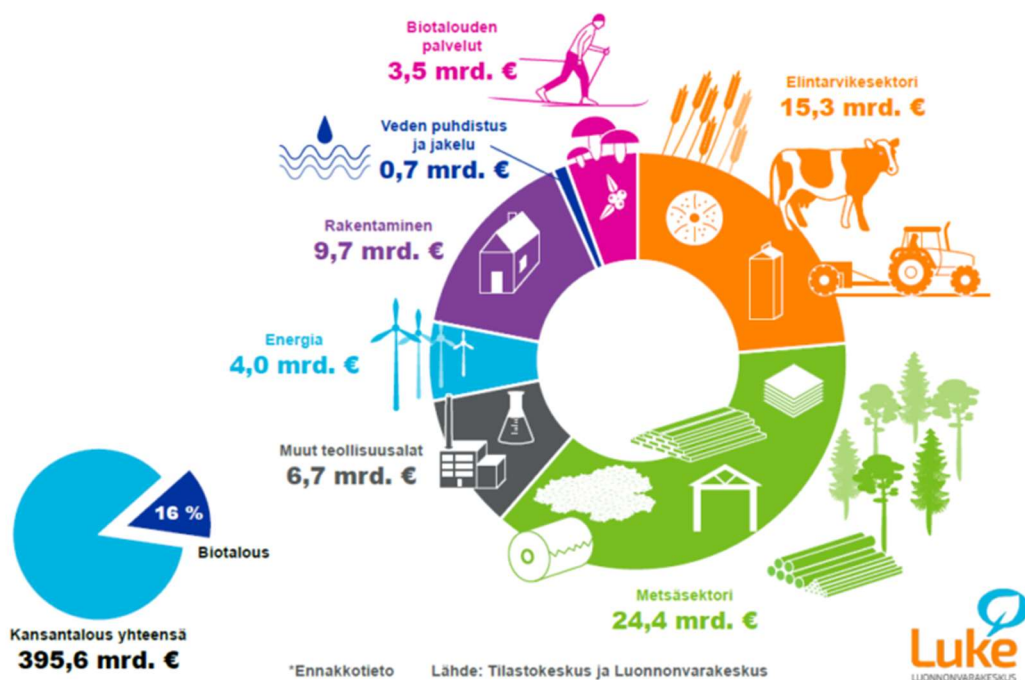 Biotalouden
palvelut
3,5 mrd. €
Elintarvikesektori
15,3 mrd. €
Veden puhdistus
ja jakelu
0,7 mrd. €
Rakentaminen
9,7 mrd. €
Energia
4,0 mrd. €
Muut teollisuusalat
6,7 mrd. €
16 %
Biotalous
Kansantalous yhteensä
395,6 mrd. €
Metsäsektori
24,4 mrd. €
*Ennakkotieto Lähde: Tilastokeskus ja Luonnonvarakeskus
Luke
LUONNONVARAKESKUS